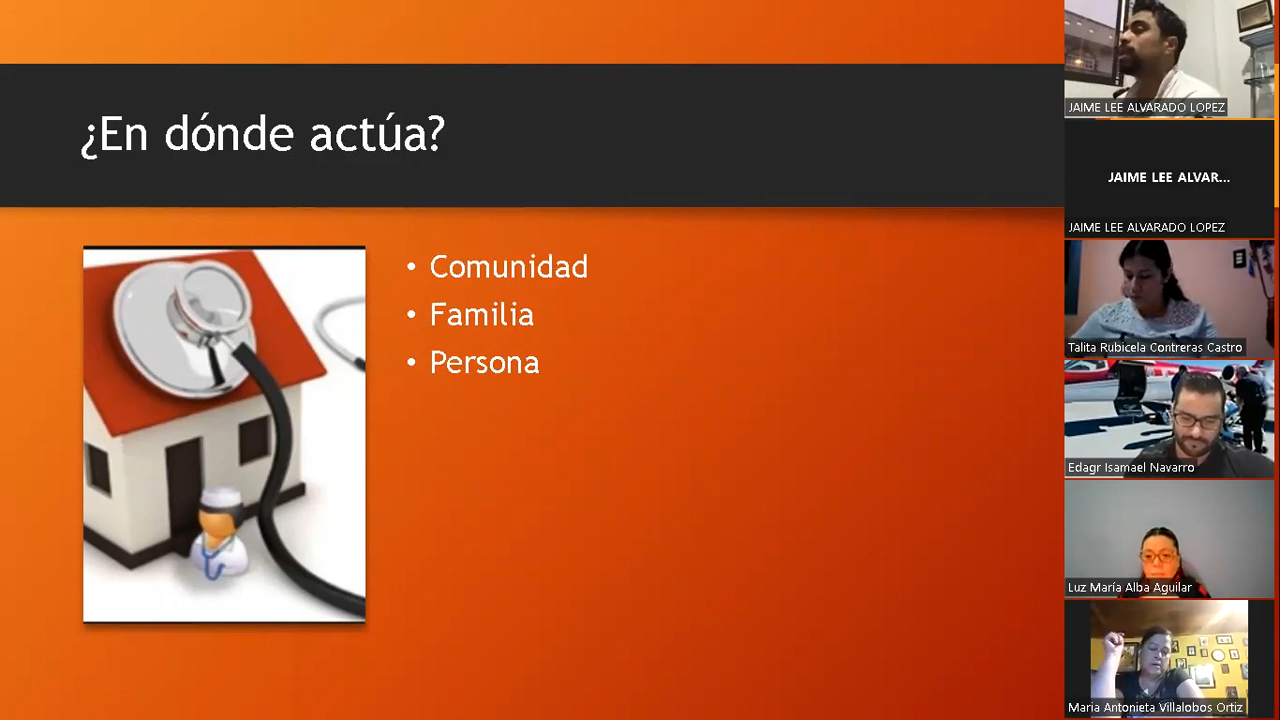 ¿En dónde actúa?
• Comunidad
• Familia
• Persona
JAIME LEE ALVARADO LOPEZ
JAIME LEE ALVAR...
JAIME LEE ALVARADO LOPEZ
Talita Rubicela Contreras Castro
Edagr Isamael Navarro
Luz María Alba Aguilar
Maria Antonieta Villalobos Ortiz